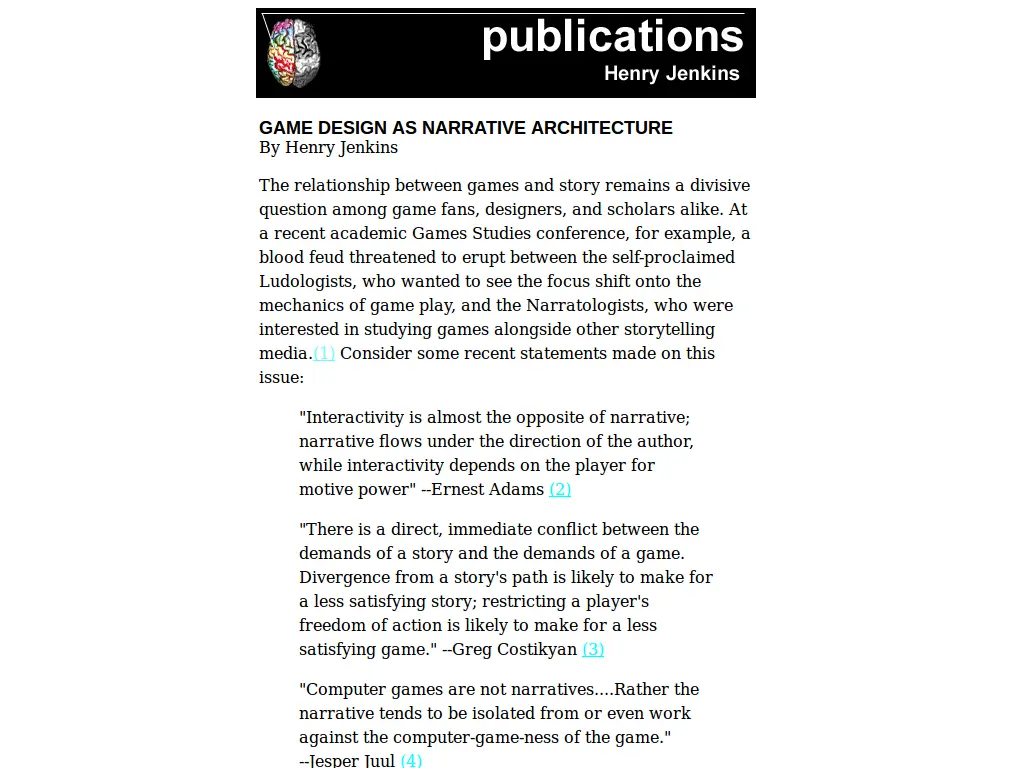 publications
Henry Jenkins
GAME DESIGN AS NARRATIVE ARCHITECTURE
By Henry Jenkins
The relationship between games and story remains a divisive
question among game fans, designers, and scholars alike. At
a recent academic Games Studies conference, for example, a
blood feud threatened to erupt between the self-proclaimed
Ludologists, who wanted to see the focus shift onto the
mechanics of game play, and the Narratologists, who were
interested in studying games alongside other storytelling
media.(1) Consider some recent statements made on this
issue:
"Interactivity is almost the opposite of narrative;
narrative flows under the direction of the author,
while interactivity depends on the player for
motive power" --Ernest Adams (2)
"There is a direct, immediate conflict between the
demands of a story and the demands of a game.
Divergence from a story's path is likely to make for
a less satisfying story; restricting a player's
freedom of action is likely to make for a less
satisfying game." --Greg Costikyan (3)
"Computer games are not narratives....Rather the
narrative tends to be isolated from or even work
against the computer-game-ness of the game."
--Jesper Juul (4)